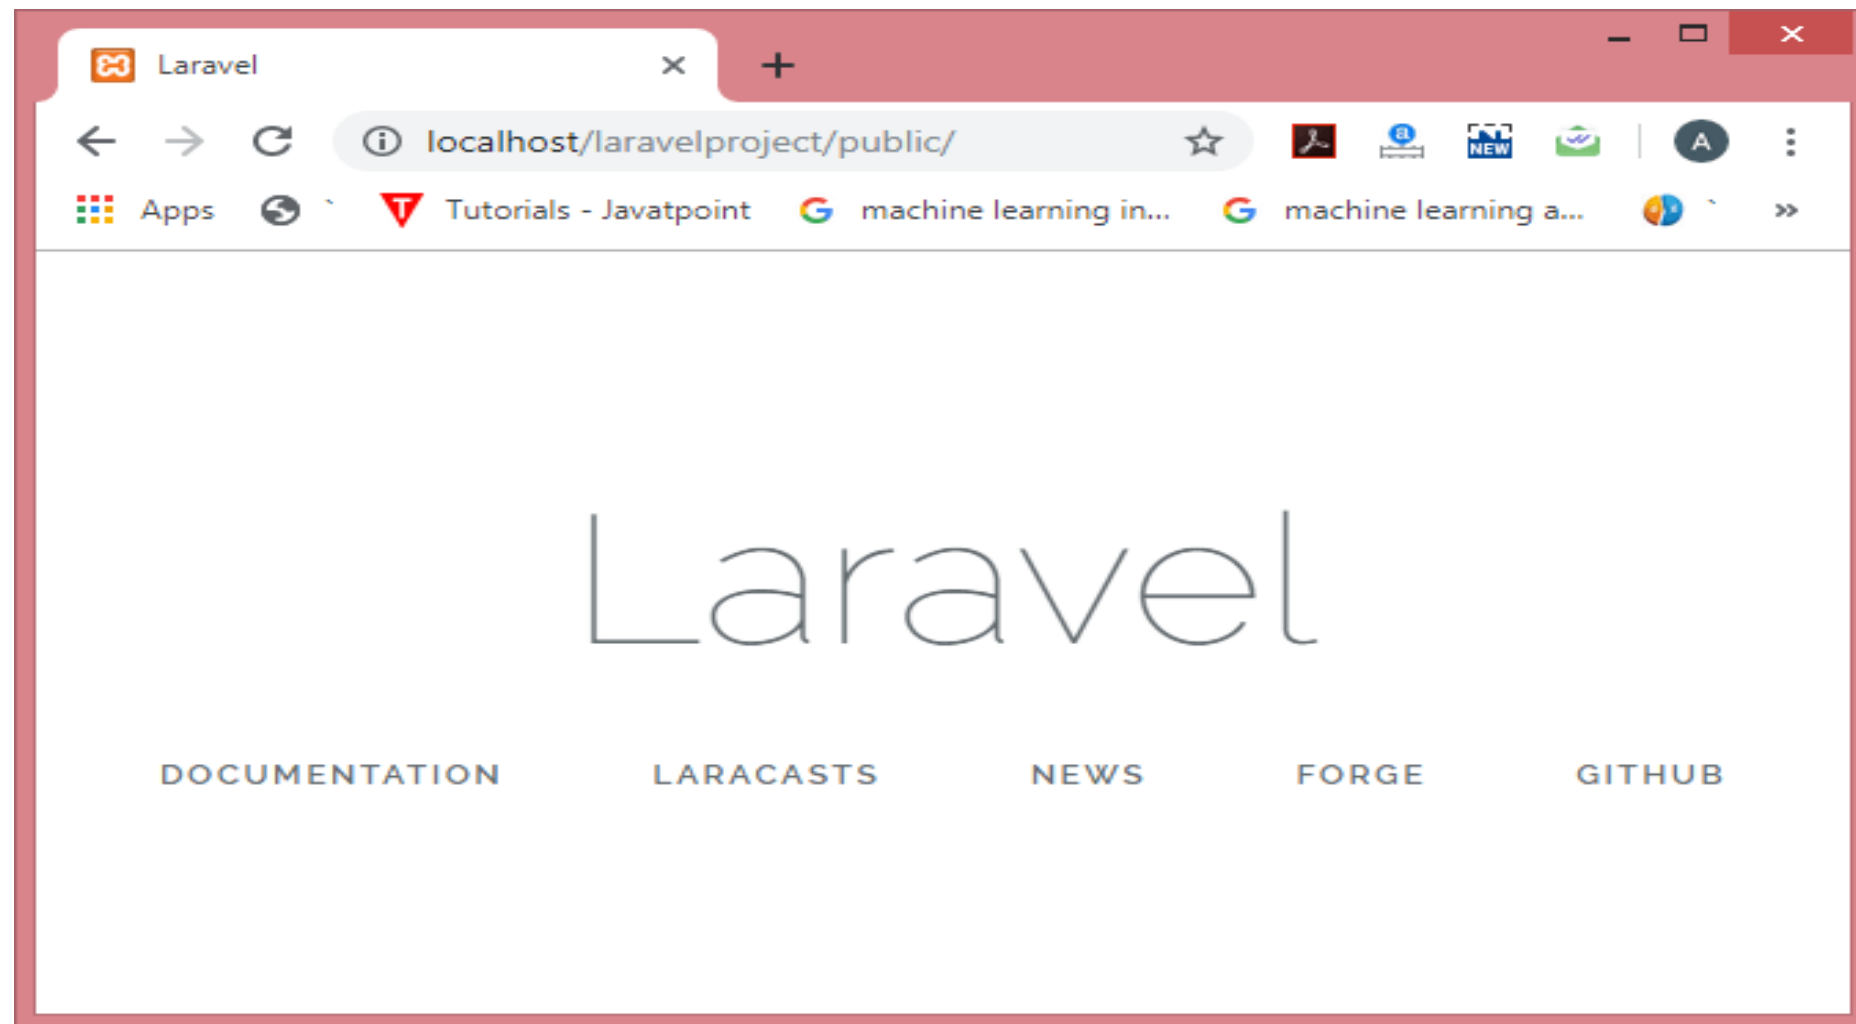 Laravel
localhost/laravelproject/public/
NEW
A
Apps ` Tutorials - Javatpoint machine learning in... machine learning a... ` »
Laravel
DOCUMENTATION LARACASTS NEWS FORGE GITHUB